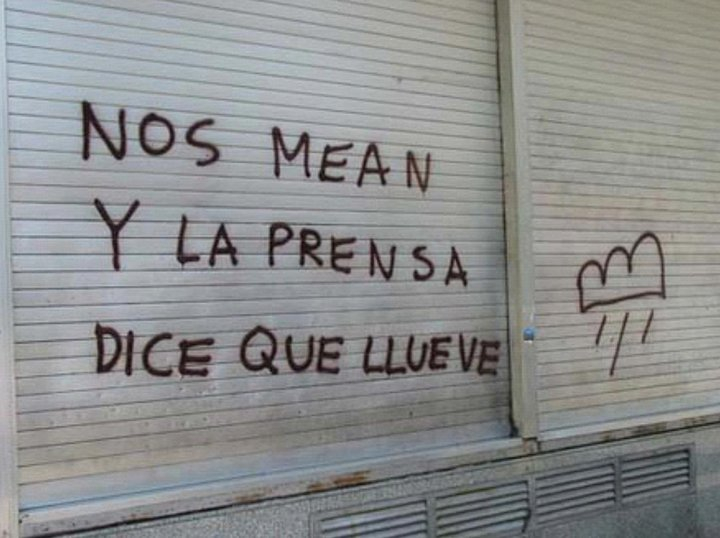 NOS MEAN
Y LA PRENSA
DICE QUE LLUEVE